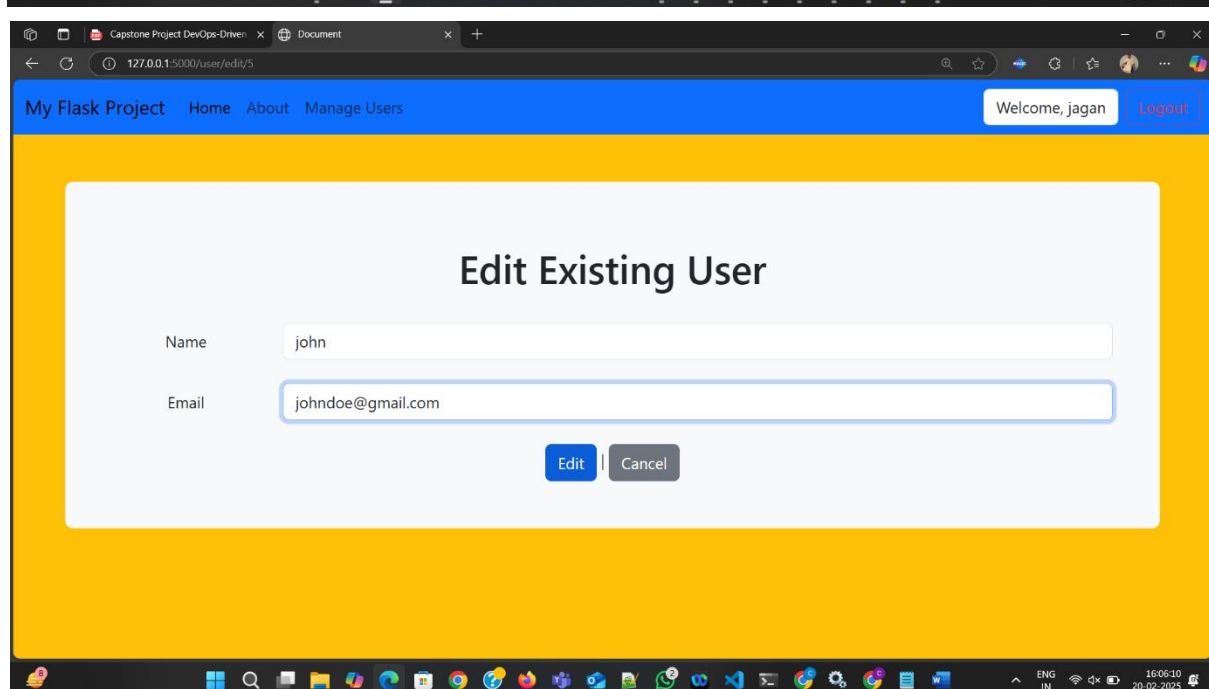 Capstone Project DevOps-Driven
Document
127.0.0.1:5000/user/edit/5
My Flask Project Home About Manage Users Welcome, jagan Logout
Edit Existing User
Name john
Email johndoe@gmail.com
Edit | Cancel
ENG
IN
16:06:10
20-02-2025